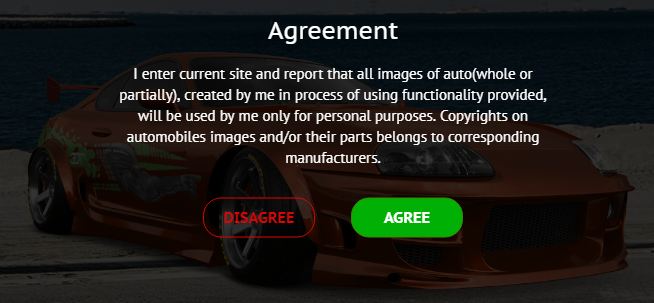 Agreement
I enter current site and report that all images of auto(whole or
partially), created by me in process of using functionality provided,
will be used by me only for personal purposes. Copyrights on
automobiles images and/or their parts belongs to corresponding
manufacturers.
DISAGREE AGREE